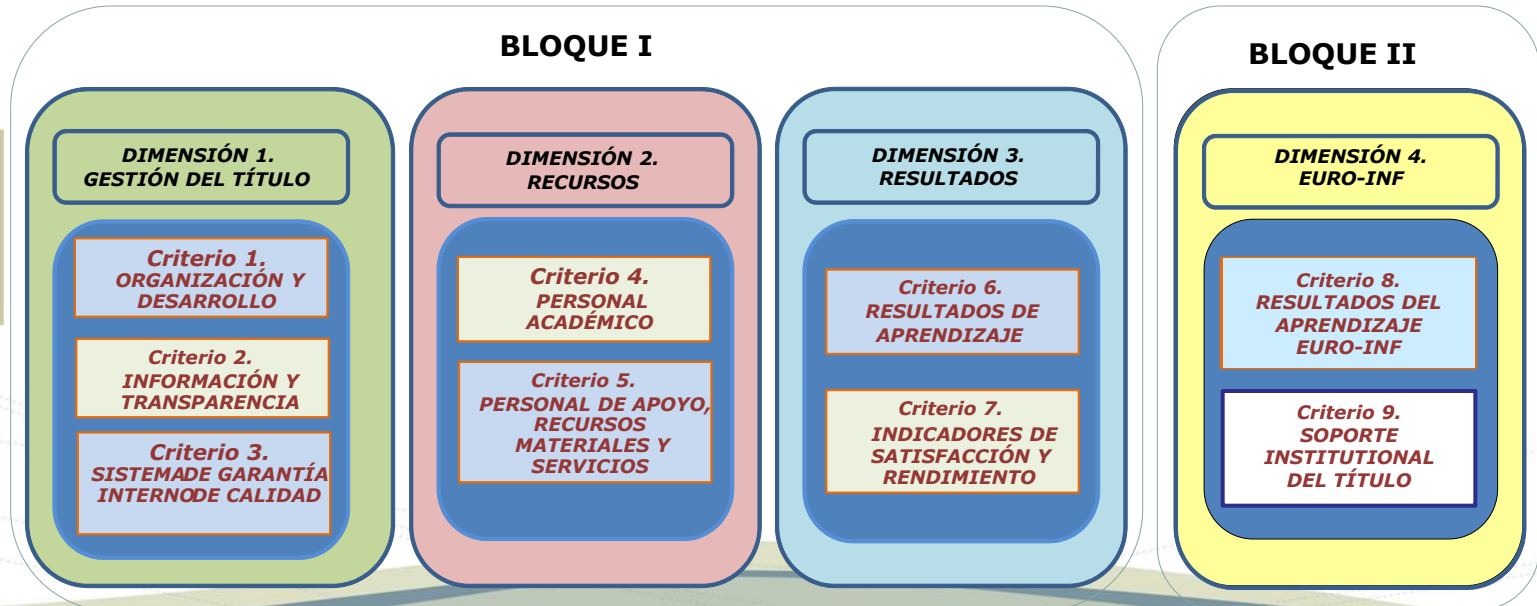 BLOQUE I
DIMENSIÓN 1.
GESTIÓN DEL TÍTULO
Criterio 1.
ORGANIZACIÓN Y
DESARROLLO
Criterio 2.
INFORMACIÓN Y
TRANSPARENCIA
Criterio 3.
SISTEMADE GARANTÍA
INTERNODE CALIDAD
DIMENSIÓN 2.
RECURSOS
Criterio 4.
PERSONAL
ACADÉMICO
Criterio 5.
PERSONAL DE APOYO,
RECURSOS
MATERIALES Y
SERVICIOS
DIMENSIÓN 3.
RESULTADOS
Criterio 6.
RESULTADOS DE
APRENDIZAJE
Criterio 7.
INDICADORES DE
SATISFACCIÓN Y
RENDIMIENTO
BLOQUE II
DIMENSIÓN 4.
EURO-INF
Criterio 8.
RESULTADOS DEL
APRENDIZAJE
EURO-INF
Criterio 9.
SOPORTE
INSTITUTIONAL
DEL TÍTULO